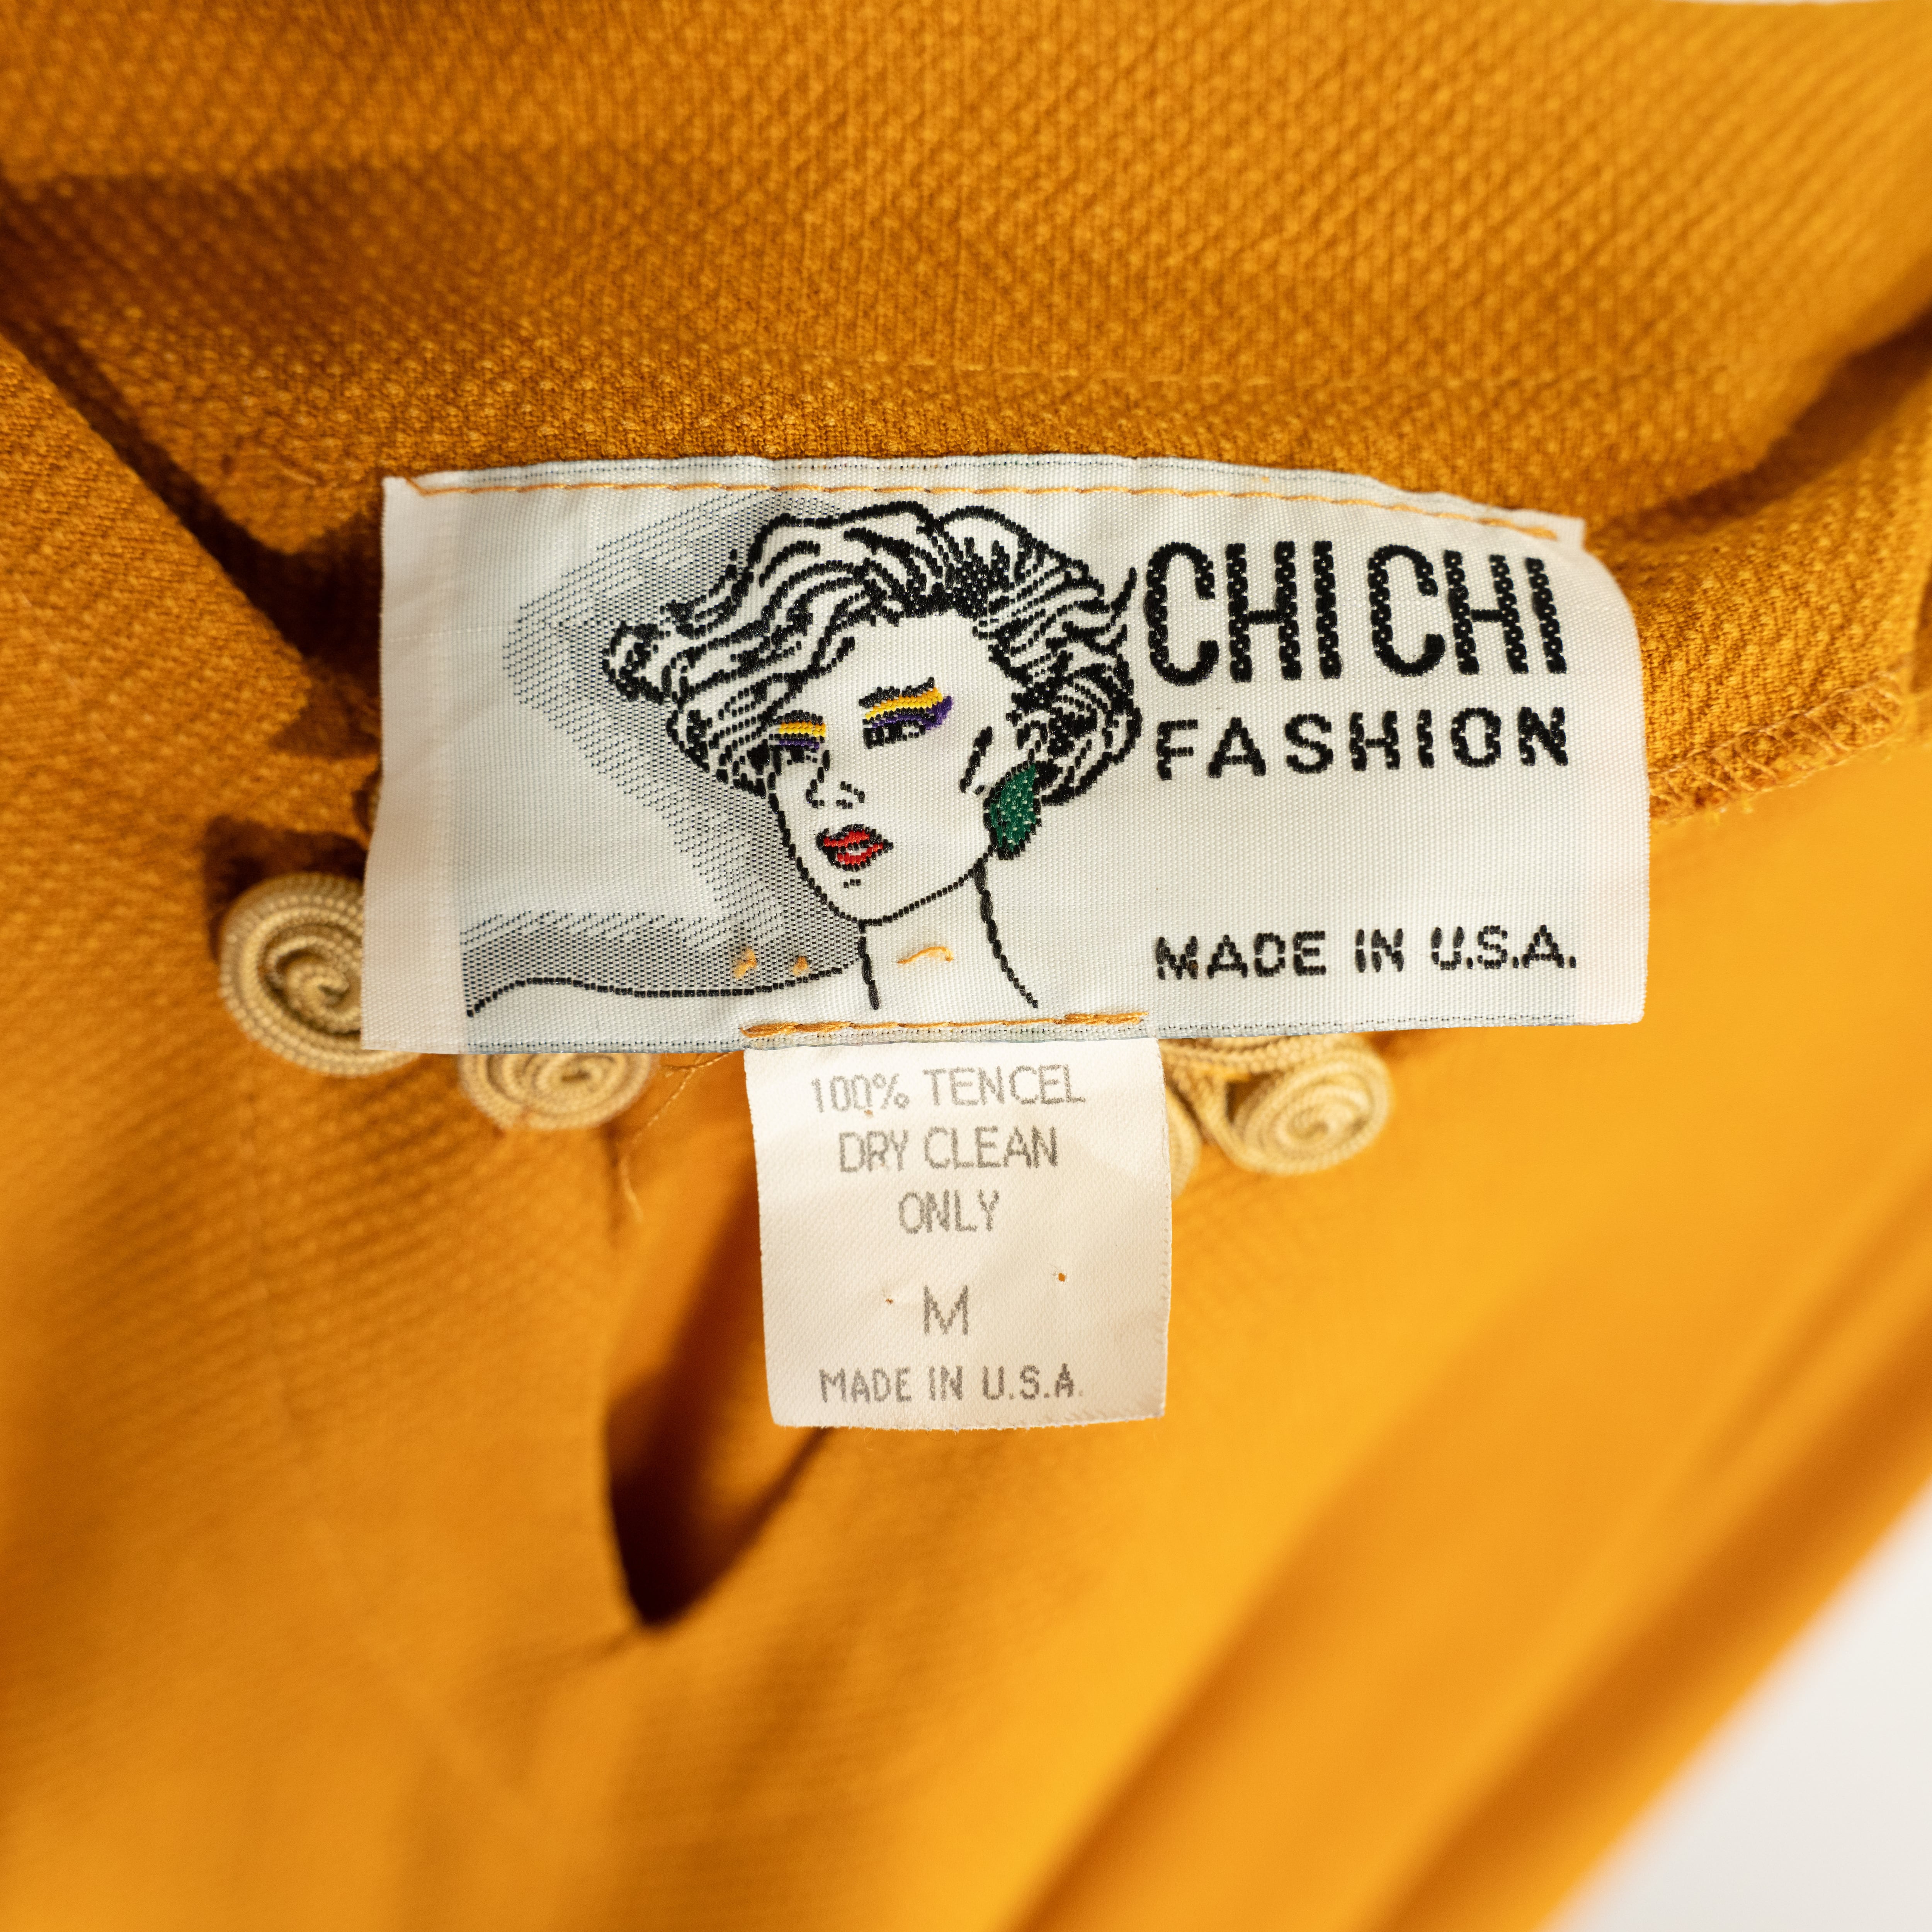 CHI CHI
FASHION
MADE IN U.S.A.
100% TENCEL
DRY CLEAN
ONLY
M
MADE IN U.S.A.